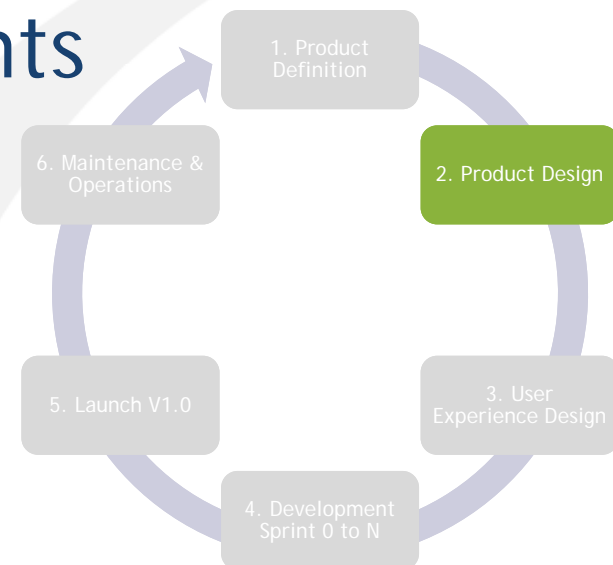 nts
1. Product
Definition
2. Product Design
3. User
Experience Design
4. Development
Sprint 0 to N
5. Launch V1.0
6. Maintenance &
Operations